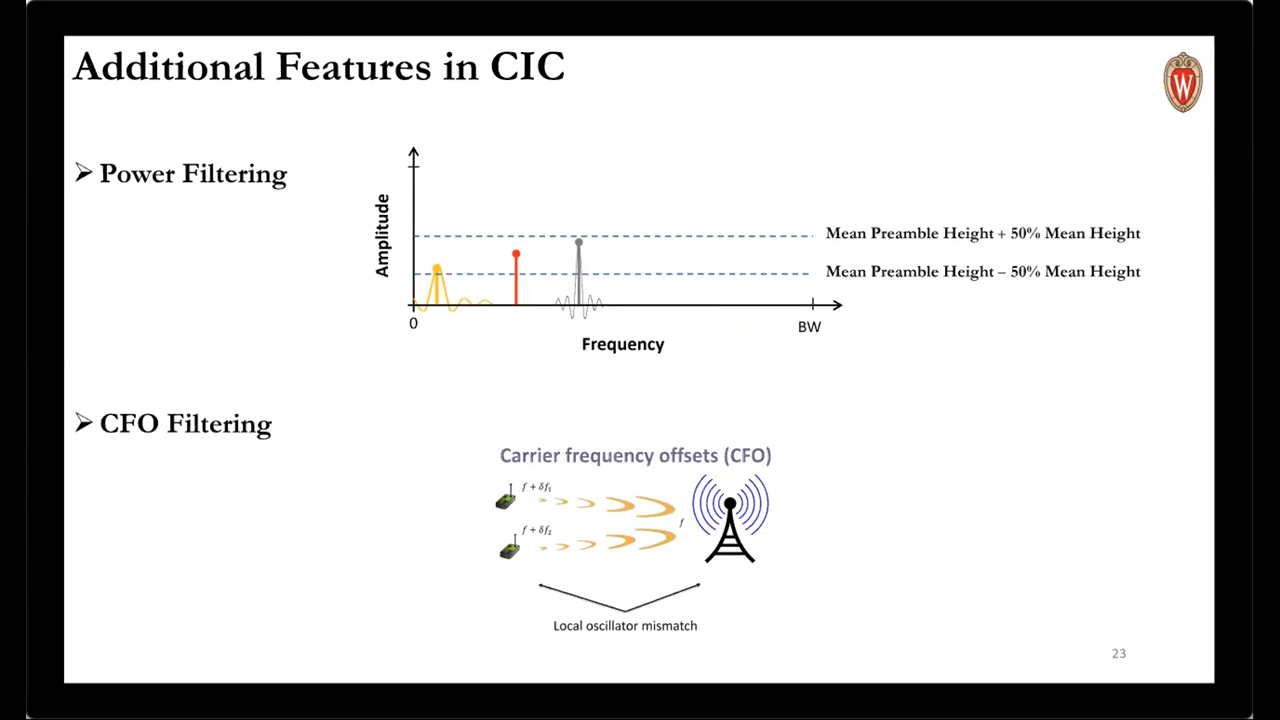 Additional Features in CIC
W
➢ Power Filtering
Amplitude
Mean Preamble Height + 50% Mean Height
Mean Preamble Height – 50% Mean Height
0
BW
Frequency
➢ CFO Filtering
Carrier frequency offsets (CFO)
f + δf₁
f
f + δf₂
Local oscillator mismatch
23